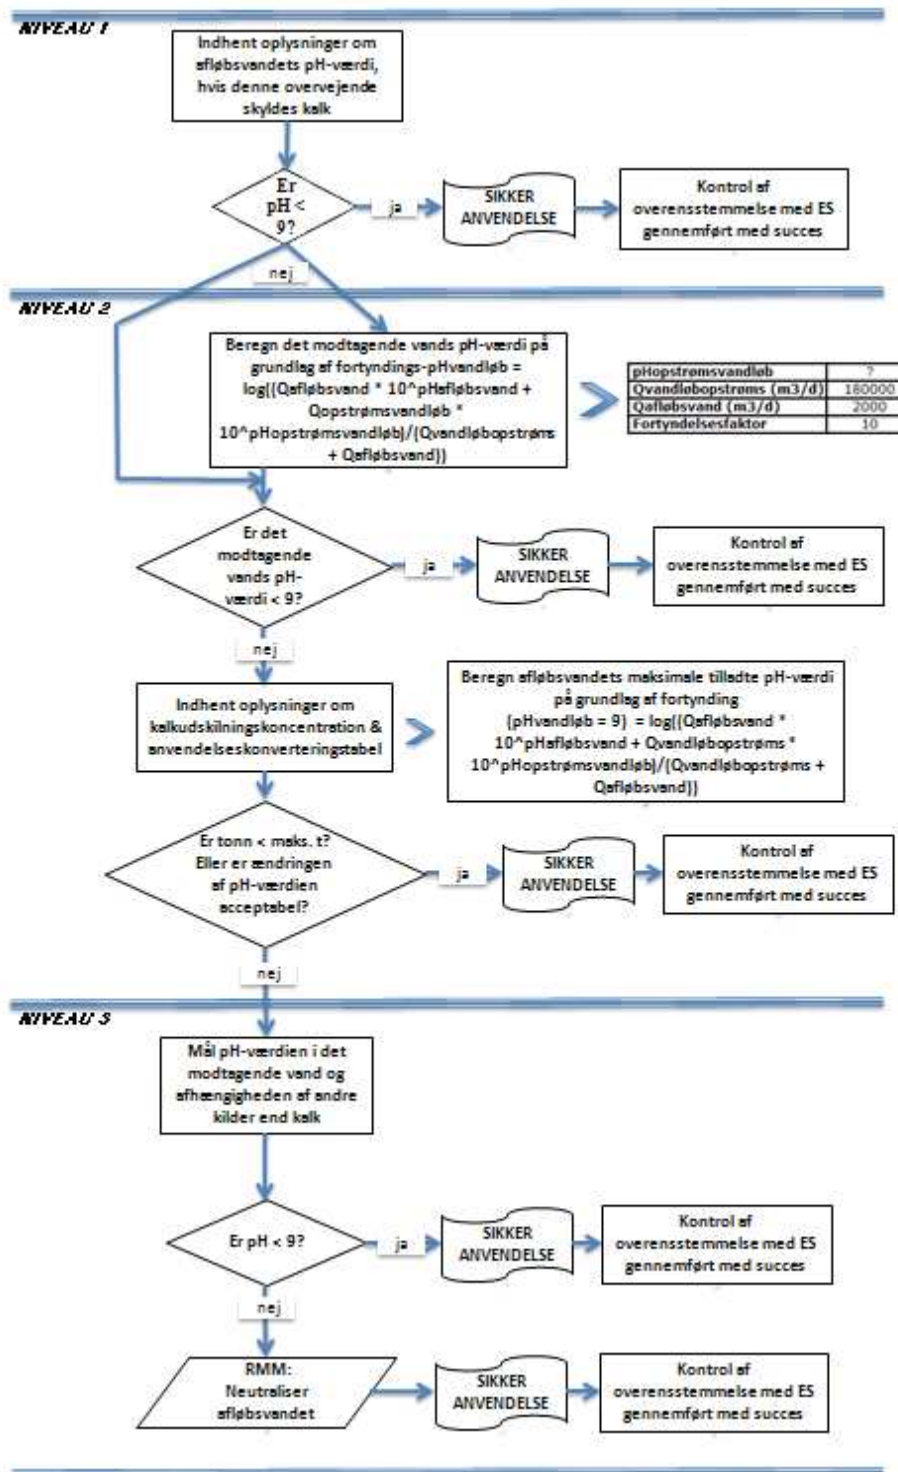 NIVEAU 1
Indhent oplysninger om
afløbsvandets pH-værdi,
hvis denne overvejende
skyldes kalk
Er
pH <
9?
ja
SIKKER
ANVENDELSE
Kontrol af
overensstemmelse med ES
gennemført med succes
nej
NIVEAU 2
Beregn det modtagende vands pH-værdi på
grundlag af fortyndings-pHvandløb =
log((Qafløbsvand * 10^pHafløbsvand +
Qopstrømsvandløb *
10^pHopstrømsvandløb)/(Qvandløbopstrøms
+ Qafløbsvand))
pHopstrømsvandløb ?
Qvandløbopstrøms (m3/d) 180000
Qafløbsvand (m3/d) 2000
Fortyndelsesfaktor 10
Er det
modtagende
vands pH-
værdi < 9?
ja
SIKKER
ANVENDELSE
Kontrol af
overensstemmelse med ES
gennemført med succes
nej
Indhent oplysninger om
kalkudskilningskoncentration &
anvendelseskonverteringstabel
Beregn afløbsvandets maksimale tilladte pH-værdi
på grundlag af fortynding
(pHvandløb = 9) = log((Qafløbsvand *
10^pHafløbsvand + Qvandløbopstrøms *
10^pHopstrømsvandløb)/(Qvandløbopstrøms +
Qafløbsvand))
Er tonn < maks. t?
Eller er ændringen
af pH-værdien
acceptabel?
ja
SIKKER
ANVENDELSE
Kontrol af
overensstemmelse med ES
gennemført med succes
nej
NIVEAU 3
Mål pH-værdien i det
modtagende vand og
afhængigheden af andre
kilder end kalk
Er pH < 9?
ja
SIKKER
ANVENDELSE
Kontrol af
overensstemmelse med ES
gennemført med succes
nej
RMM:
Neutraliser
afløbsvandet
SIKKER
ANVENDELSE
Kontrol af
overensstemmelse med ES
gennemført med succes